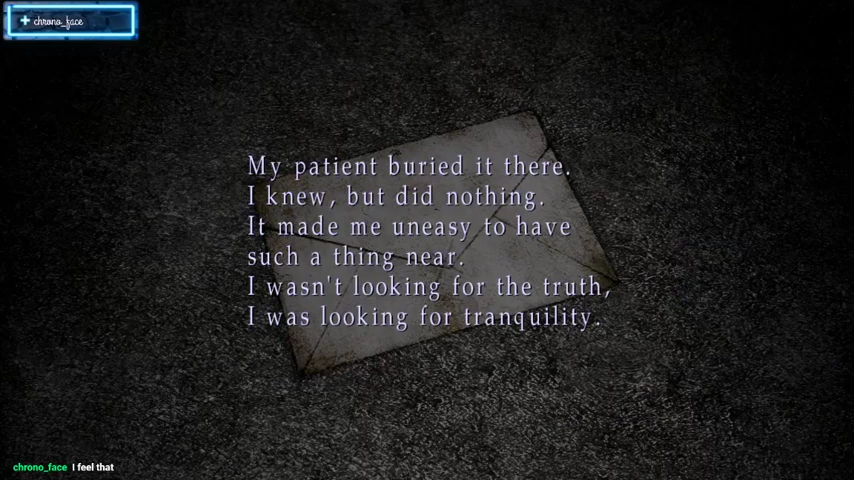 + chrono_face
My patient buried it there.
I knew, but did nothing.
It made me uneasy to have
such a thing near.
I wasn't looking for the truth,
I was looking for tranquility.
chrono_face I feel that